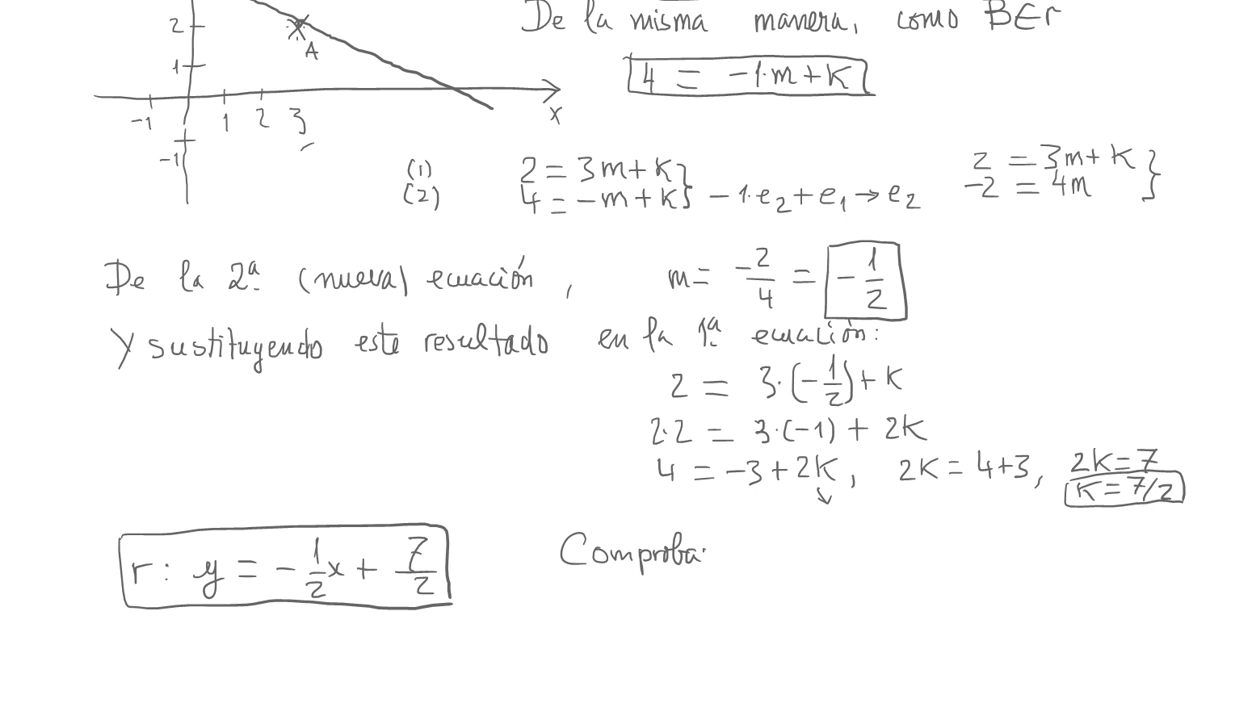 2
A
1
x
-1 1 2 3
-1
De la misma manera, como B∈r
4 = -1·m+K
(1) 2 = 3m+K }
(2) 4 = -m+K } -1·e₂+e₁→e₂
2 = 3m+K }
-2 = 4m }
De la 2ª (nueva) ecuación, m = -2/4 = -1/2
Y sustituyendo este resultado en la 1ª ecuación:
2 = 3·(-1/2)+K
2·2 = 3·(-1) + 2K
4 = -3+2K, 2K = 4+3, 2K=7
K=7/2
r: y = -1/2x + 7/2
Comproba